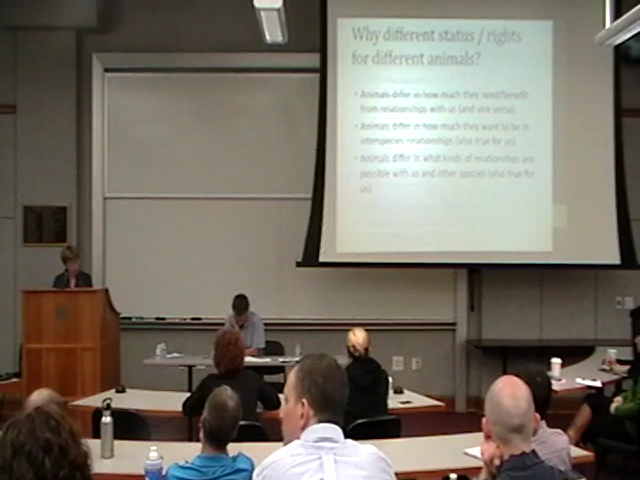 Why different status / rights
for different animals?
• Animals differ in how much they need/benefit
from relationships with us (and vice versa)
• Animals differ in how much they want to be in
interspecies relationships (also true for us)
• Animals differ in what kinds of relationships are
possible with us and other species (also true for
us)